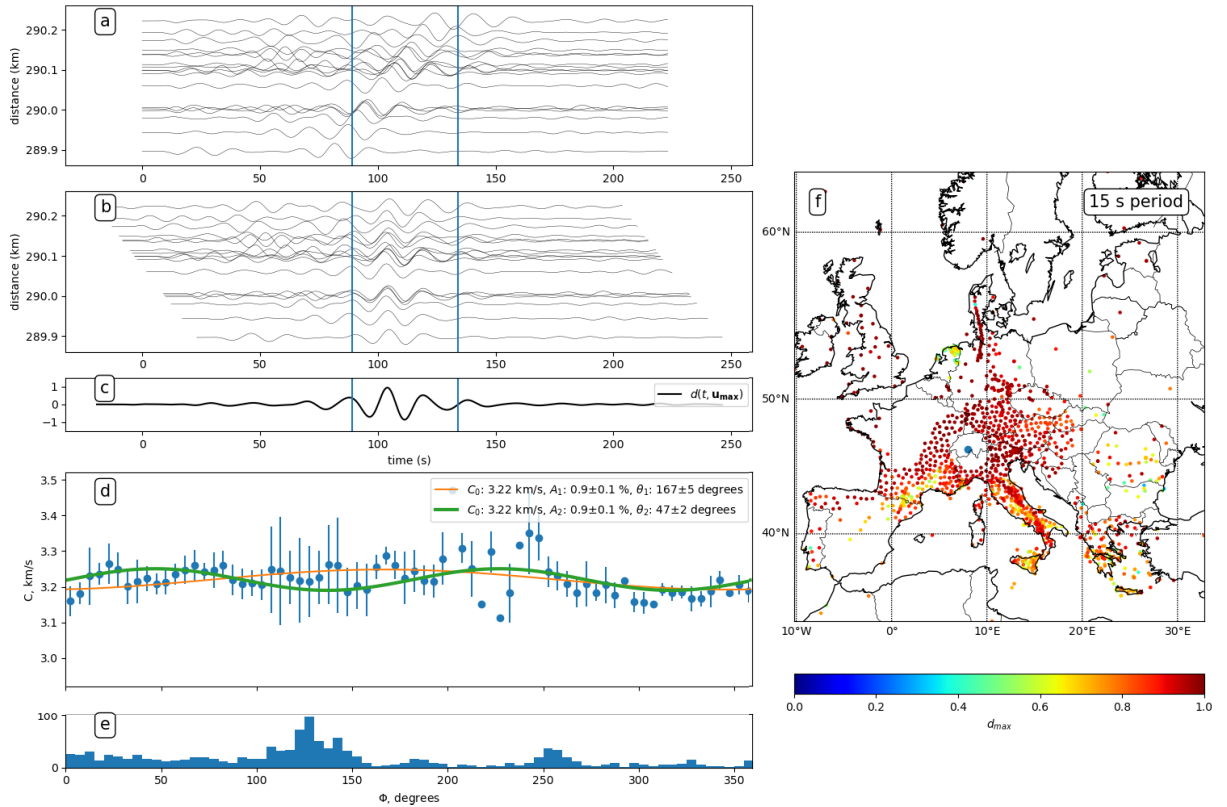 a
distance (km)
290.2
290.1
290.0
289.9
0 50 100 150 200 250
b
distance (km)
290.2
290.1
290.0
289.9
0 50 100 150 200 250
c
1
0
−1
d(t, u_max)
0 50 100 150 200 250
time (s)
d
C, km/s
3.5
3.4
3.3
3.2
3.1
3.0
C₀: 3.22 km/s, A₁: 0.9±0.1 %, θ₁: 167±5 degrees
C₀: 3.22 km/s, A₂: 0.9±0.1 %, θ₂: 47±2 degrees
e
100
0
0 50 100 150 200 250 300 350
Φ, degrees
f
15 s period
60°N
50°N
40°N
10°W 0° 10°E 20°E 30°E
0.0 0.2 0.4 0.6 0.8 1.0
d_max